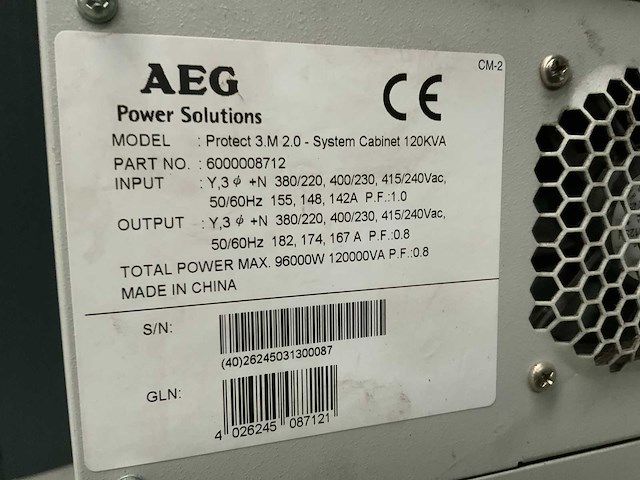 CM-2
AEG
CE
Power Solutions
MODEL : Protect 3.M 2.0 - System Cabinet 120KVA
PART NO. : 6000008712
INPUT : Y,3φ +N 380/220, 400/230, 415/240Vac,
50/60Hz 155, 148, 142A P.F.:1.0
OUTPUT : Y,3φ +N 380/220, 400/230, 415/240Vac,
50/60Hz 182, 174, 167 A P.F.:0.8
TOTAL POWER MAX. 96000W 120000VA P.F.:0.8
MADE IN CHINA
S/N:
(40)26245031300087
GLN:
4 026245 087121